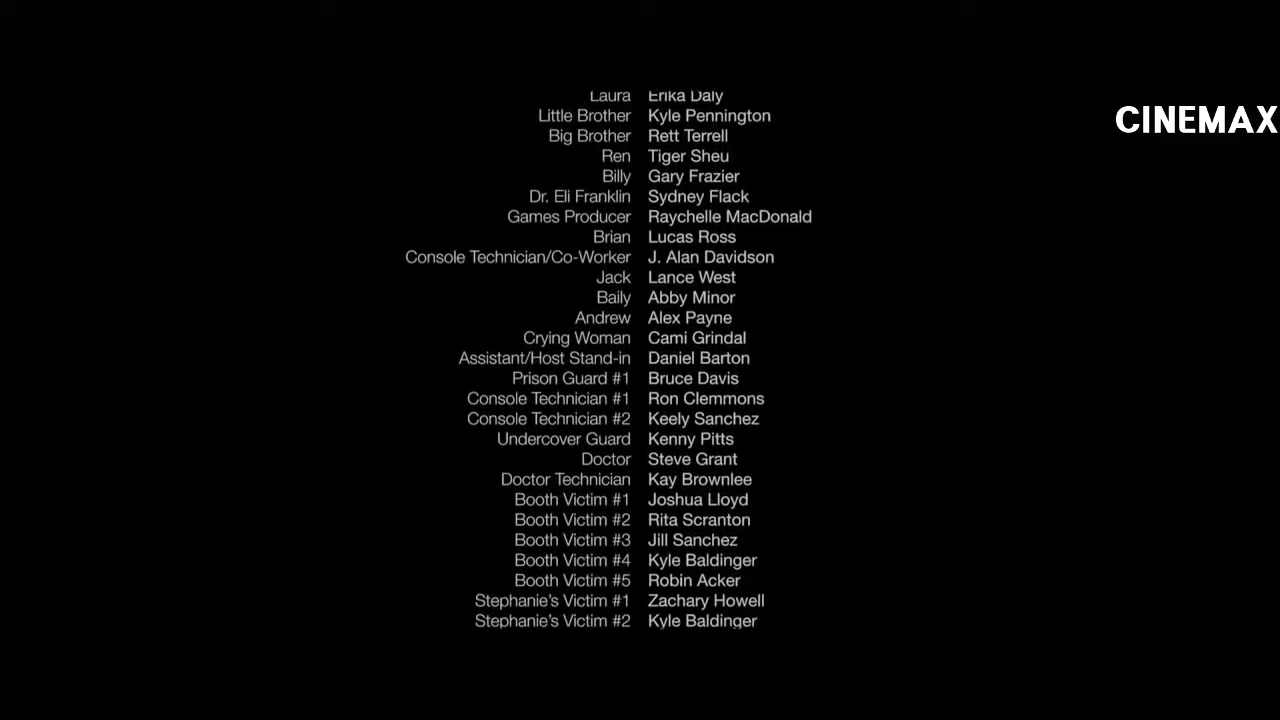 Laura Erika Daly
CINEMAX
Little Brother Kyle Pennington
Big Brother Rett Terrell
Ren Tiger Sheu
Billy Gary Frazier
Dr. Eli Franklin Sydney Flack
Games Producer Raychelle MacDonald
Brian Lucas Ross
Console Technician/Co-Worker J. Alan Davidson
Jack Lance West
Baily Abby Minor
Andrew Alex Payne
Crying Woman Cami Grindal
Assistant/Host Stand-in Daniel Barton
Prison Guard #1 Bruce Davis
Console Technician #1 Ron Clemmons
Console Technician #2 Keely Sanchez
Undercover Guard Kenny Pitts
Doctor Steve Grant
Doctor Technician Kay Brownlee
Booth Victim #1 Joshua Lloyd
Booth Victim #2 Rita Scranton
Booth Victim #3 Jill Sanchez
Booth Victim #4 Kyle Baldinger
Booth Victim #5 Robin Acker
Stephanie's Victim #1 Zachary Howell
Stephanie's Victim #2 Kyle Baldinger